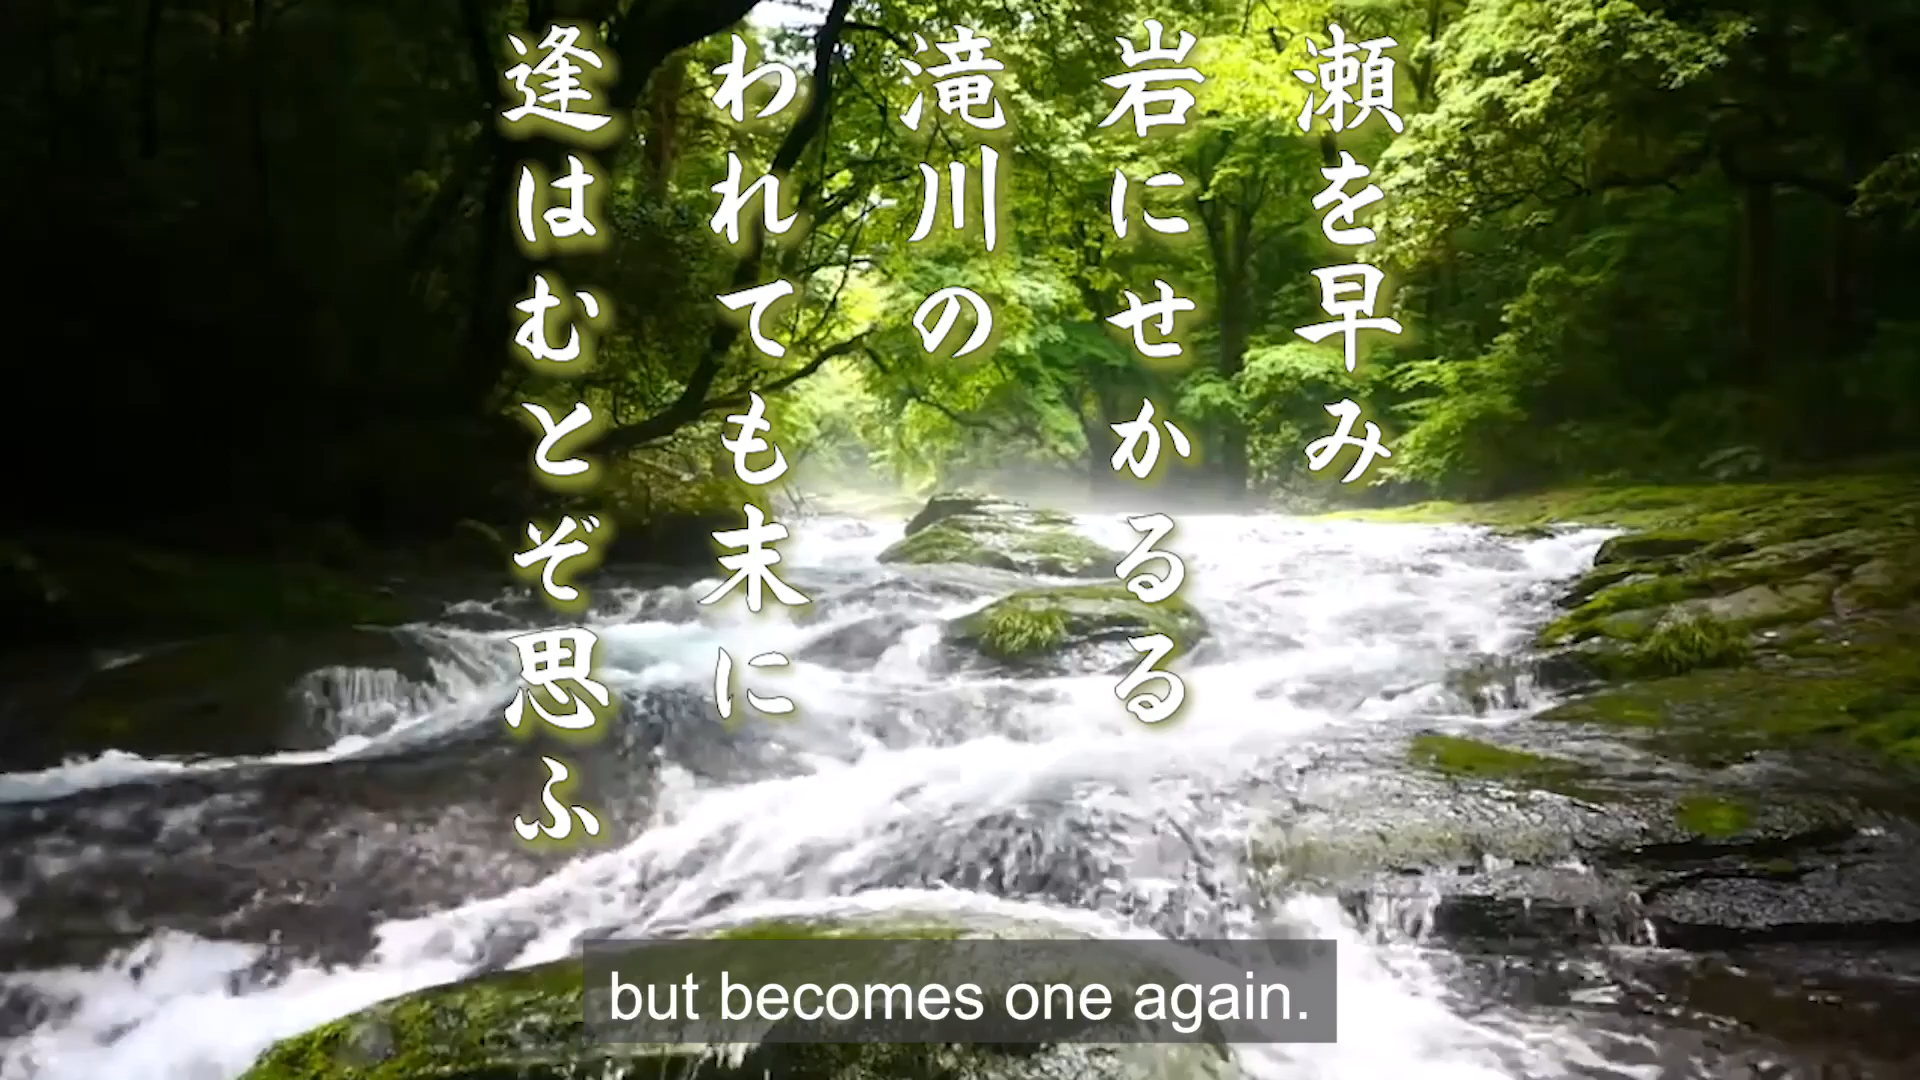 瀬を早み
岩にせかるる
滝川の
われても末に
逢はむとぞ思ふ
but becomes one again.